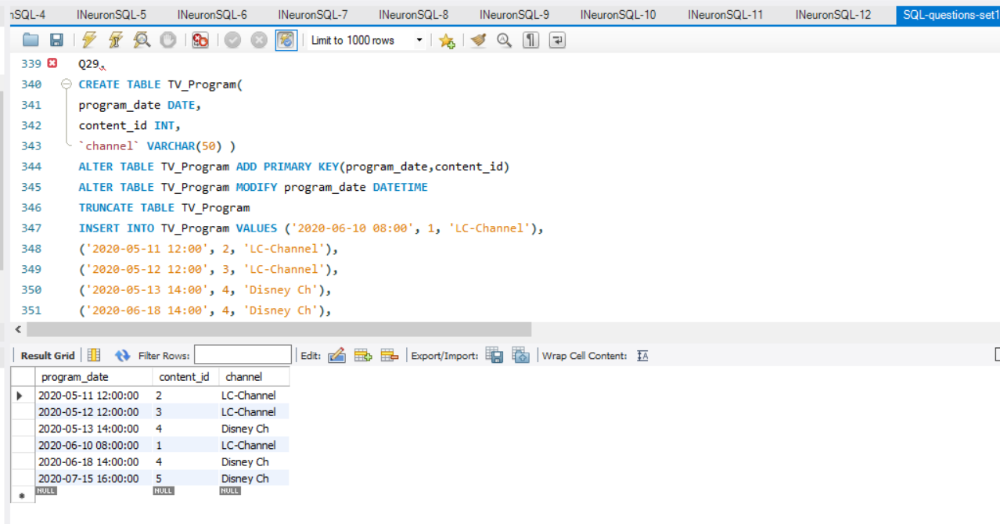 nSQL-4 INeuronSQL-5 INeuronSQL-6 INeuronSQL-7 INeuronSQL-8 INeuronSQL-9 INeuronSQL-10 INeuronSQL-11 INeuronSQL-12 SQL-questions-set1
Limit to 1000 rows
339 Q29,
340 CREATE TABLE TV_Program(
341 program_date DATE,
342 content_id INT,
343 `channel` VARCHAR(50) )
344 ALTER TABLE TV_Program ADD PRIMARY KEY(program_date,content_id)
345 ALTER TABLE TV_Program MODIFY program_date DATETIME
346 TRUNCATE TABLE TV_Program
347 INSERT INTO TV_Program VALUES ('2020-06-10 08:00', 1, 'LC-Channel'),
348 ('2020-05-11 12:00', 2, 'LC-Channel'),
349 ('2020-05-12 12:00', 3, 'LC-Channel'),
350 ('2020-05-13 14:00', 4, 'Disney Ch'),
351 ('2020-06-18 14:00', 4, 'Disney Ch'),
Result Grid Filter Rows: Edit: Export/Import: Wrap Cell Content: IA
program_date content_id channel
2020-05-11 12:00:00 2 LC-Channel
2020-05-12 12:00:00 3 LC-Channel
2020-05-13 14:00:00 4 Disney Ch
2020-06-10 08:00:00 1 LC-Channel
2020-06-18 14:00:00 4 Disney Ch
2020-07-15 16:00:00 5 Disney Ch
NULL NULL NULL